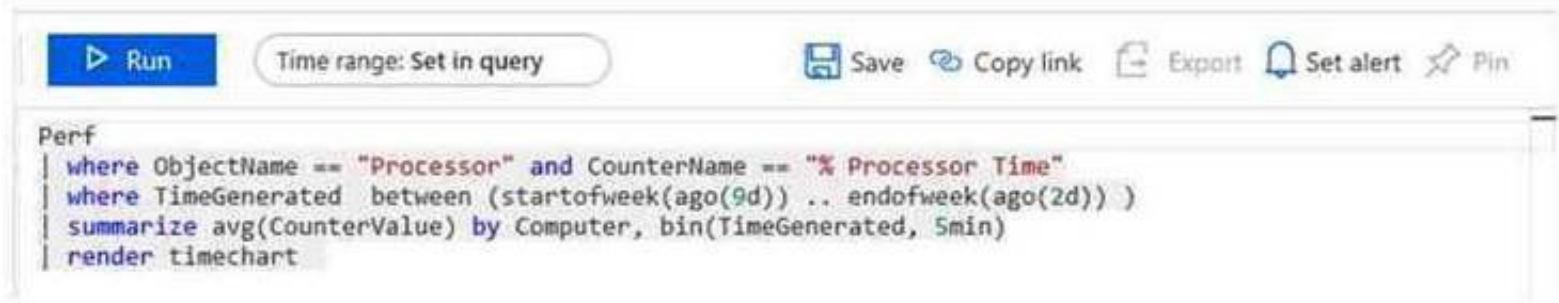 Run Time range: Set in query Save Copy link Export Set alert Pin
Perf
| where ObjectName == "Processor" and CounterName == "% Processor Time"
| where TimeGenerated  between (startofweek(ago(9d)) .. endofweek(ago(2d)) )
| summarize avg(CounterValue) by Computer, bin(TimeGenerated, 5min)
| render timechart